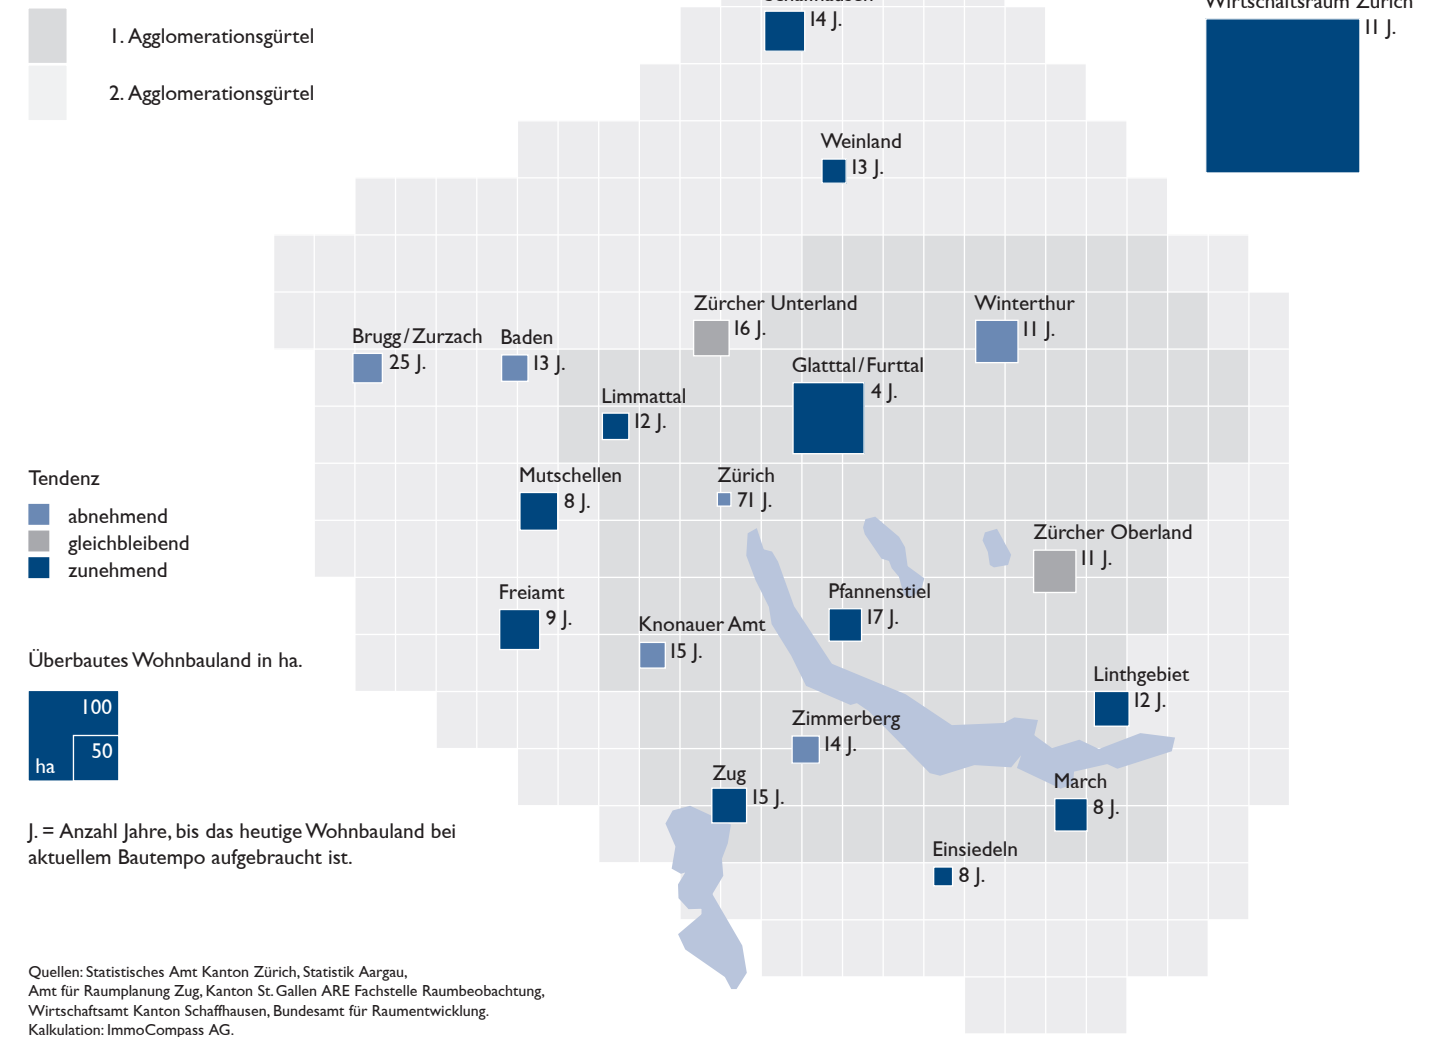 Wirtschaftsraum Zürich
11 J.
14 J.
1. Agglomerationsgürtel
2. Agglomerationsgürtel
Weinland
13 J.
Zürcher Unterland
16 J.
Winterthur
11 J.
Brugg / Zurzach
25 J.
Baden
13 J.
Glatttal / Furttal
4 J.
Limmattal
12 J.
Tendenz
abnehmend
gleichbleibend
zunehmend
Mutschellen
8 J.
Zürich
71 J.
Zürcher Oberland
11 J.
Freiamt
9 J.
Pfannenstiel
17 J.
Knonauer Amt
15 J.
Überbautes Wohnbauland in ha.
100
50
ha
Linthgebiet
12 J.
Zimmerberg
14 J.
Zug
15 J.
March
8 J.
Einsiedeln
8 J.
J. = Anzahl Jahre, bis das heutige Wohnbauland bei
aktuellem Bautempo aufgebraucht ist.
Quellen: Statistisches Amt Kanton Zürich, Statistik Aargau,
Amt für Raumplanung Zug, Kanton St. Gallen ARE Fachstelle Raumbeobachtung,
Wirtschaftsamt Kanton Schaffhausen, Bundesamt für Raumentwicklung.
Kalkulation: ImmoCompass AG.